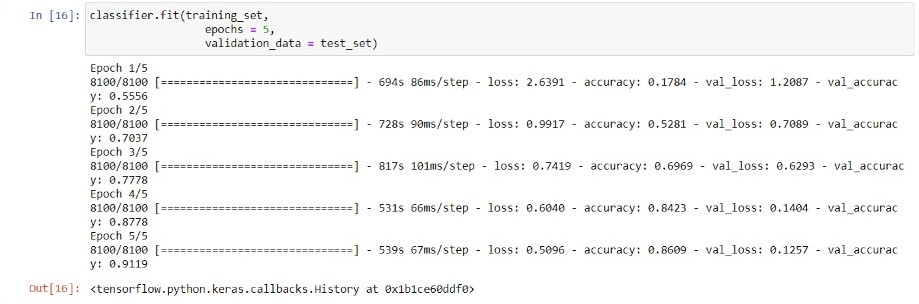 In [16]: classifier.fit(training_set,
epochs = 5,
validation_data = test_set)
Epoch 1/5
8100/8100 [==============================] - 694s 86ms/step - loss: 2.6391 - accuracy: 0.1784 - val_loss: 1.2087 - val_accurac
y: 0.5556
Epoch 2/5
8100/8100 [==============================] - 728s 90ms/step - loss: 0.9917 - accuracy: 0.5281 - val_loss: 0.7089 - val_accurac
y: 0.7037
Epoch 3/5
8100/8100 [==============================] - 817s 101ms/step - loss: 0.7419 - accuracy: 0.6969 - val_loss: 0.6293 - val_accurac
y: 0.7778
Epoch 4/5
8100/8100 [==============================] - 531s 66ms/step - loss: 0.6040 - accuracy: 0.8423 - val_loss: 0.1404 - val_accurac
y: 0.8778
Epoch 5/5
8100/8100 [==============================] - 539s 67ms/step - loss: 0.5096 - accuracy: 0.8609 - val_loss: 0.1257 - val_accurac
y: 0.9119
Out[16]: <tensorflow.python.keras.callbacks.History at 0x1b1ce60ddf0>